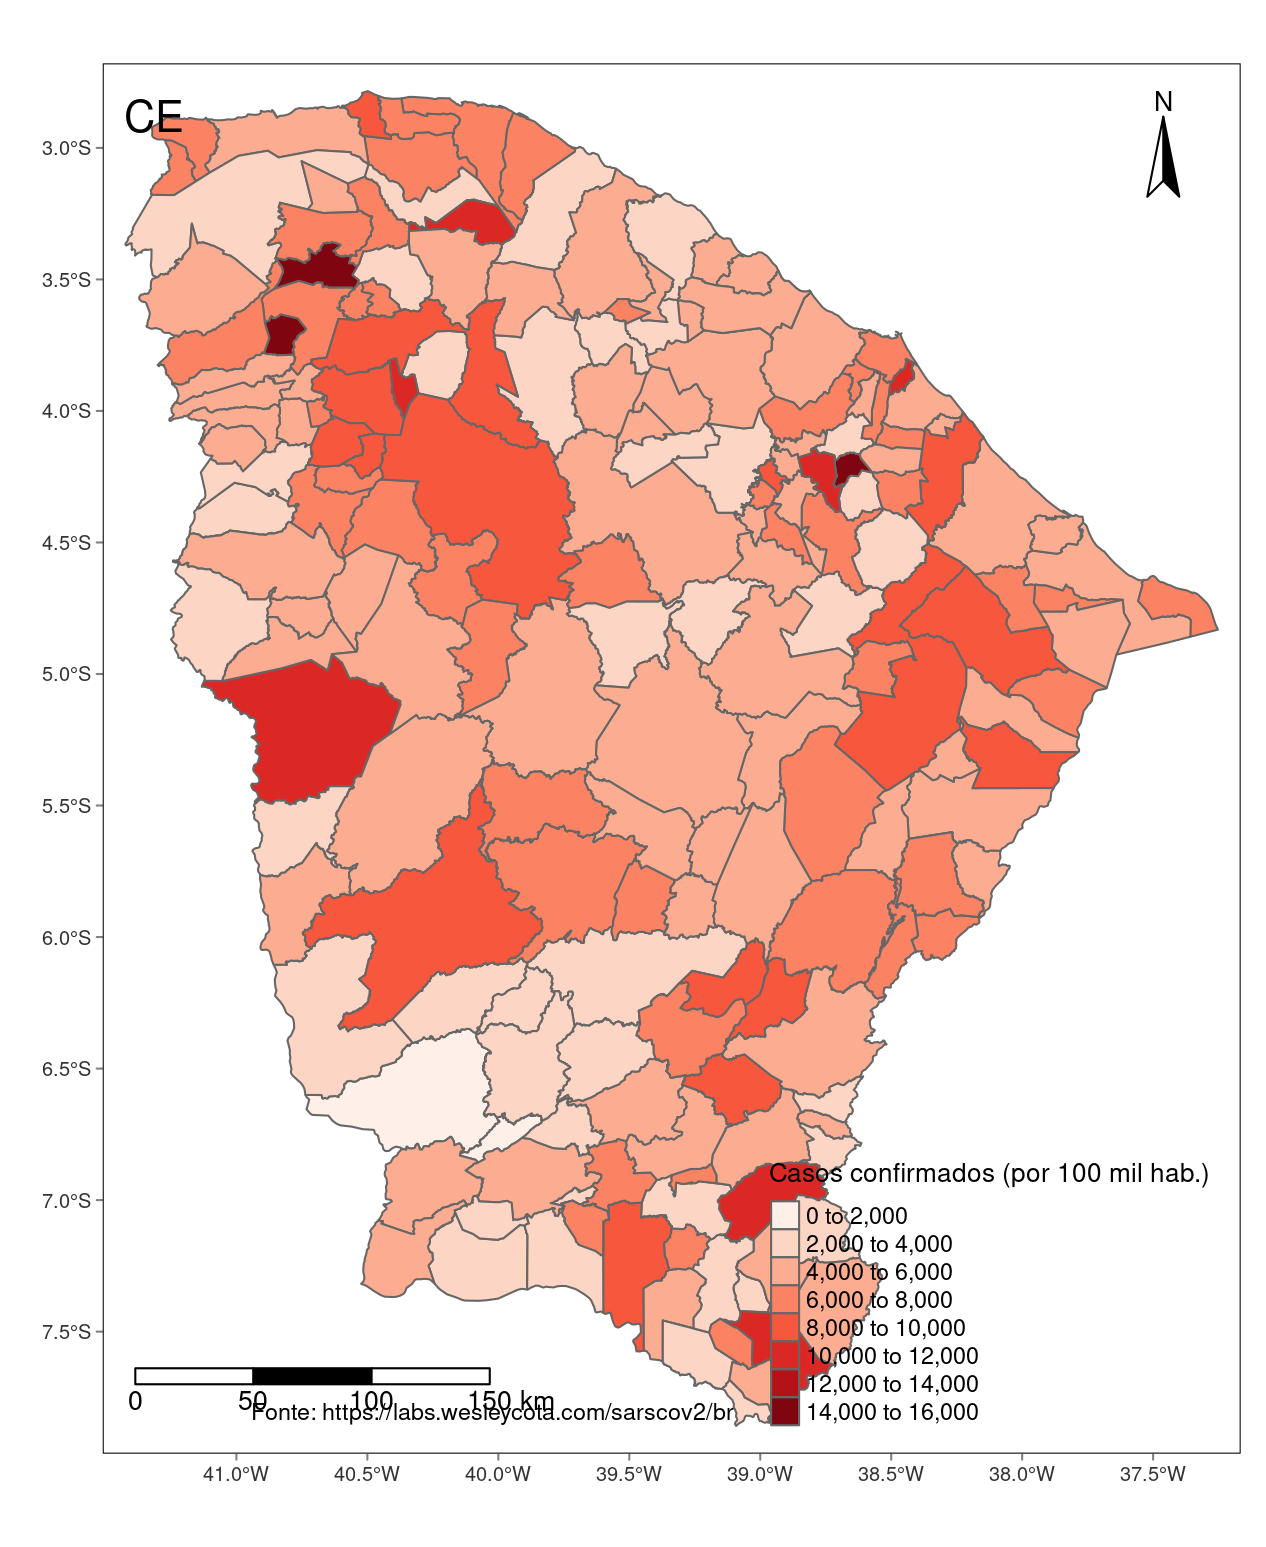 CE
N
3.0°S
3.5°S
4.0°S
4.5°S
5.0°S
5.5°S
6.0°S
6.5°S
7.0°S
7.5°S
Casos confirmados (por 100 mil hab.)
0 to 2,000
2,000 to 4,000
4,000 to 6,000
6,000 to 8,000
8,000 to 10,000
10,000 to 12,000
12,000 to 14,000
14,000 to 16,000
0 50 100 150 km
Fonte: https://labs.wesleycota.com/sarscov2/br
41.0°W 40.5°W 40.0°W 39.5°W 39.0°W 38.5°W 38.0°W 37.5°W